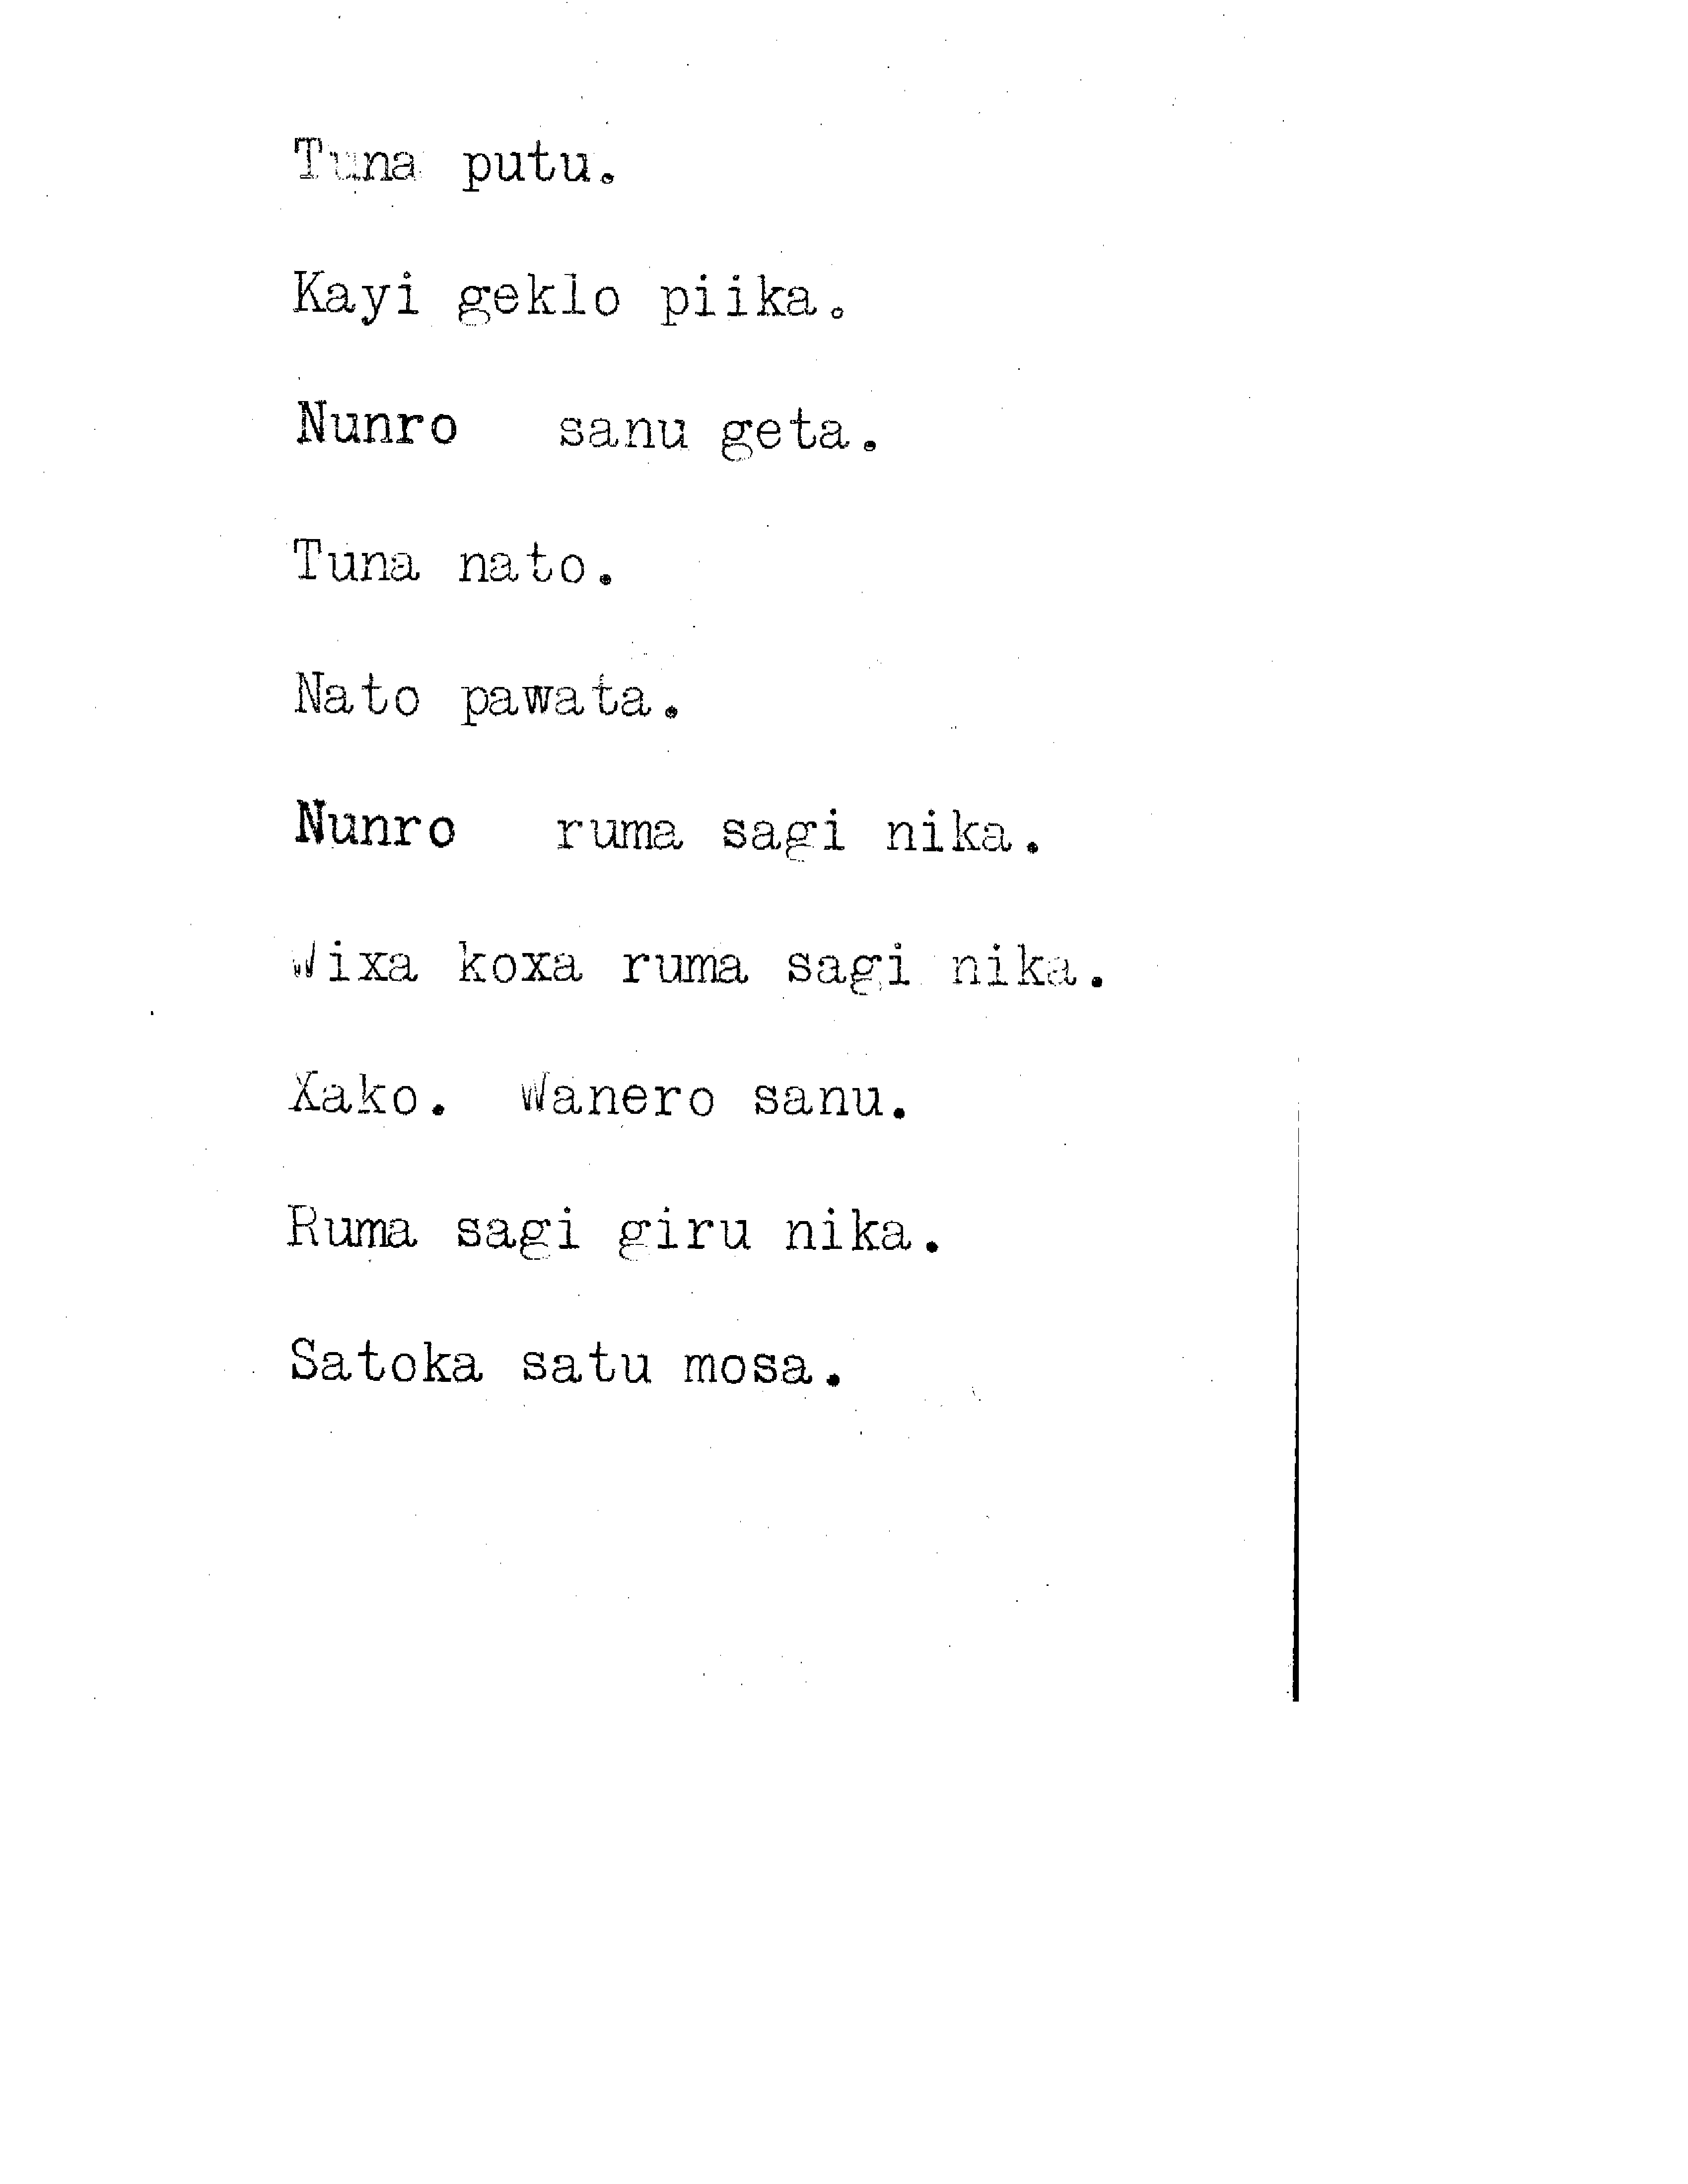 Tuna putu.
Kayi geklo piika.
Nunro sanu geta.
Tuna nato.
Nato pawata.
Nunro ruma sagi nika.
Wixa koxa ruma sagi nika.
Xako. Wanero sanu.
Ruma sagi giru nika.
Satoka satu mosa.